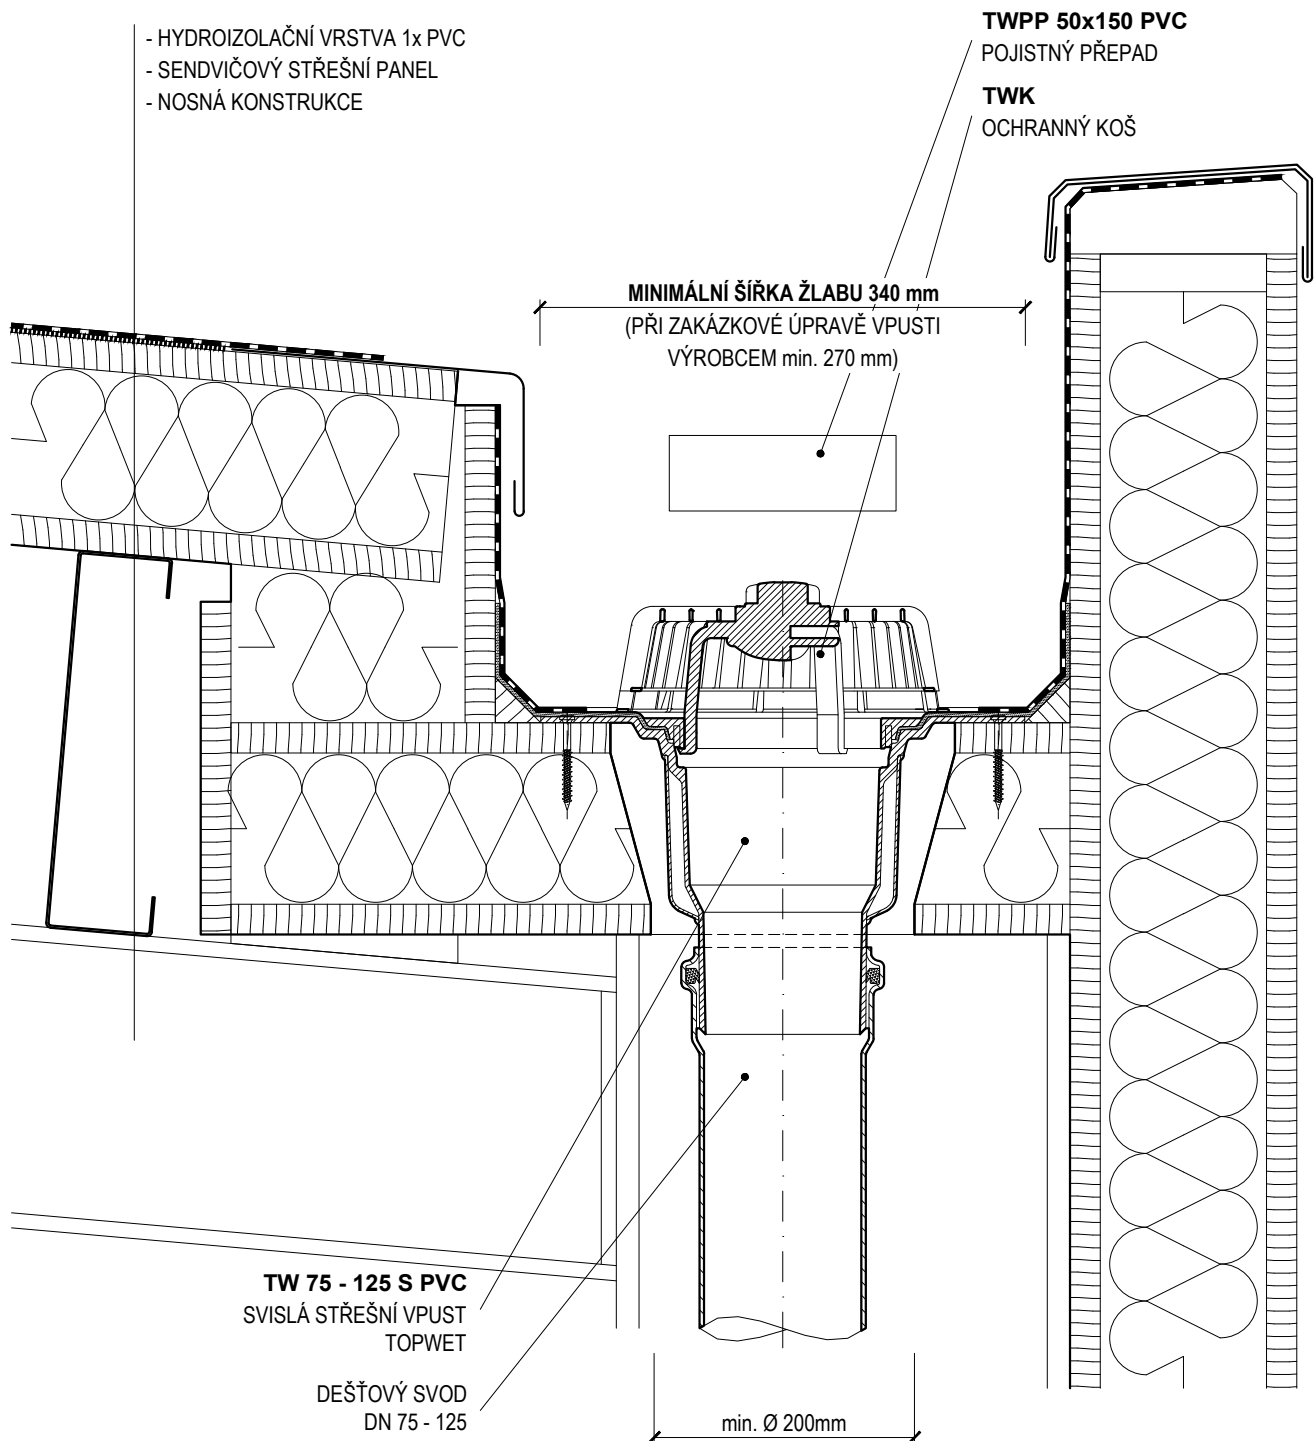 - HYDROIZOLAČNÍ VRSTVA 1x PVC
- SENDVIČOVÝ STŘEŠNÍ PANEL
- NOSNÁ KONSTRUKCE
TWPP 50x150 PVC
POJISTNÝ PŘEPAD
TWK
OCHRANNÝ KOŠ
MINIMÁLNÍ ŠÍŘKA ŽLABU 340 mm
(PŘI ZAKÁZKOVÉ ÚPRAVĚ VPUSTI
VÝROBCEM min. 270 mm)
TW 75 - 125 S PVC
SVISLÁ STŘEŠNÍ VPUST
TOPWET
DEŠŤOVÝ SVOD
DN 75 - 125
min. Ø 200mm